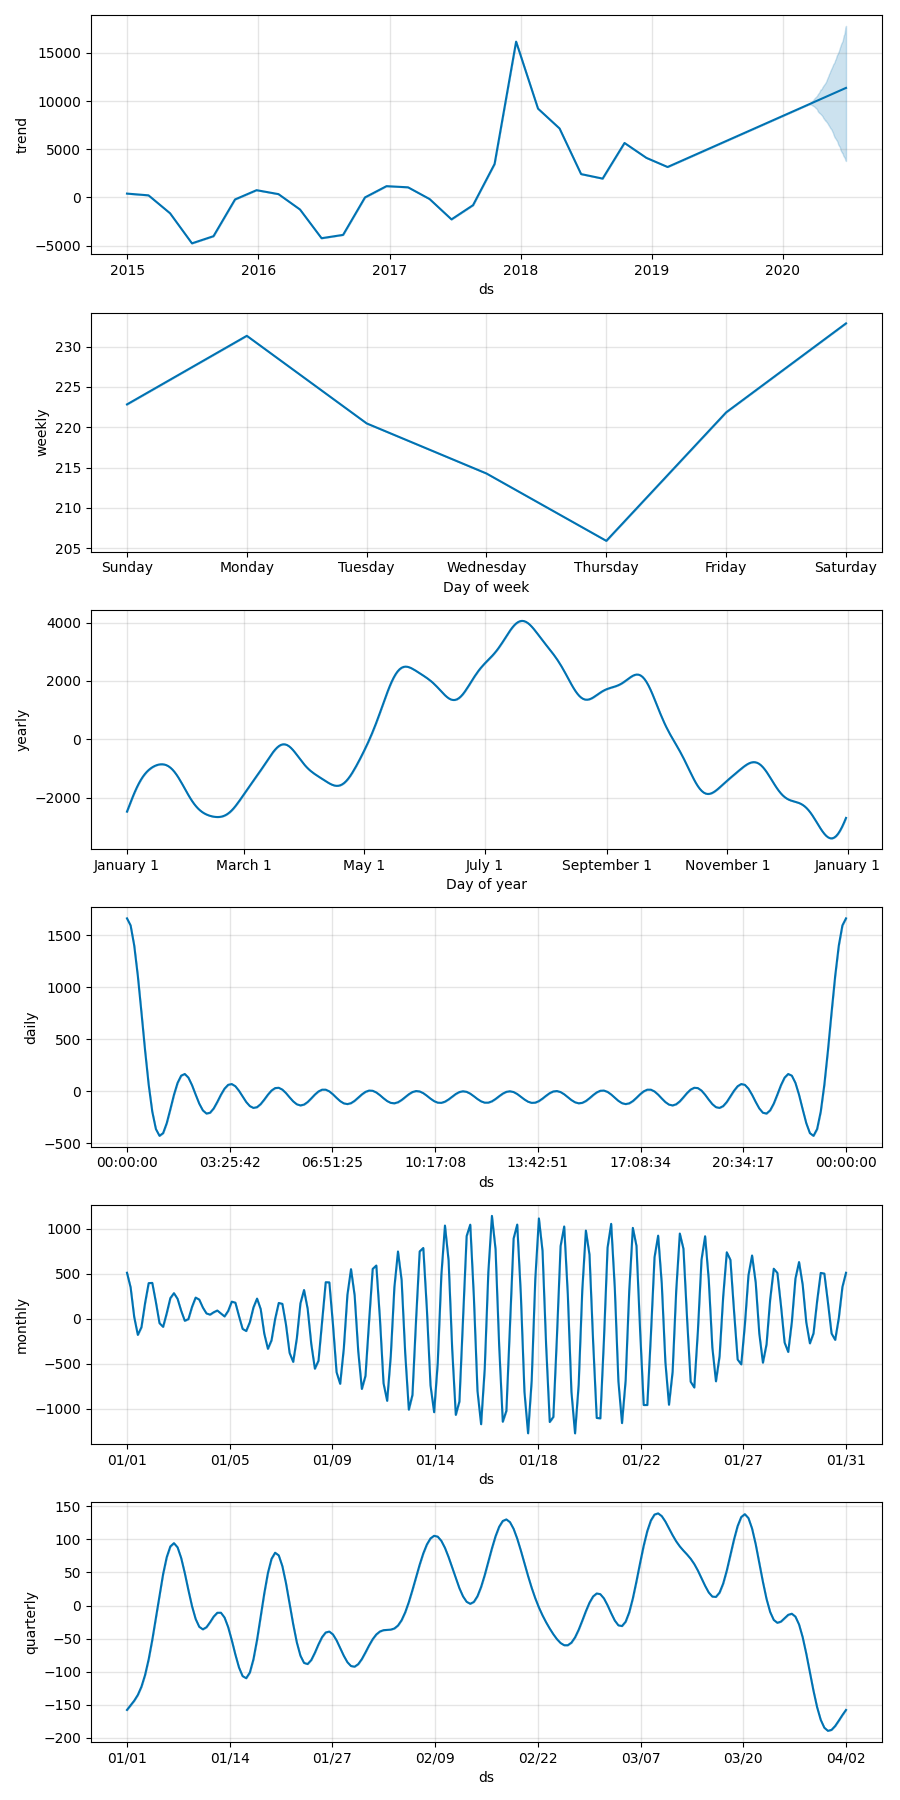 trend
15000
10000
5000
0
−5000
2015 2016 2017 2018 2019 2020
ds
weekly
230
225
220
215
210
205
Sunday Monday Tuesday Wednesday Thursday Friday Saturday
Day of week
yearly
4000
2000
0
−2000
January 1 March 1 May 1 July 1 September 1 November 1 January 1
Day of year
daily
1500
1000
500
0
−500
00:00:00 03:25:42 06:51:25 10:17:08 13:42:51 17:08:34 20:34:17 00:00:00
ds
monthly
1000
500
0
−500
−1000
01/01 01/05 01/09 01/14 01/18 01/22 01/27 01/31
ds
quarterly
150
100
50
0
−50
−100
−150
−200
01/01 01/14 01/27 02/09 02/22 03/07 03/20 04/02
ds